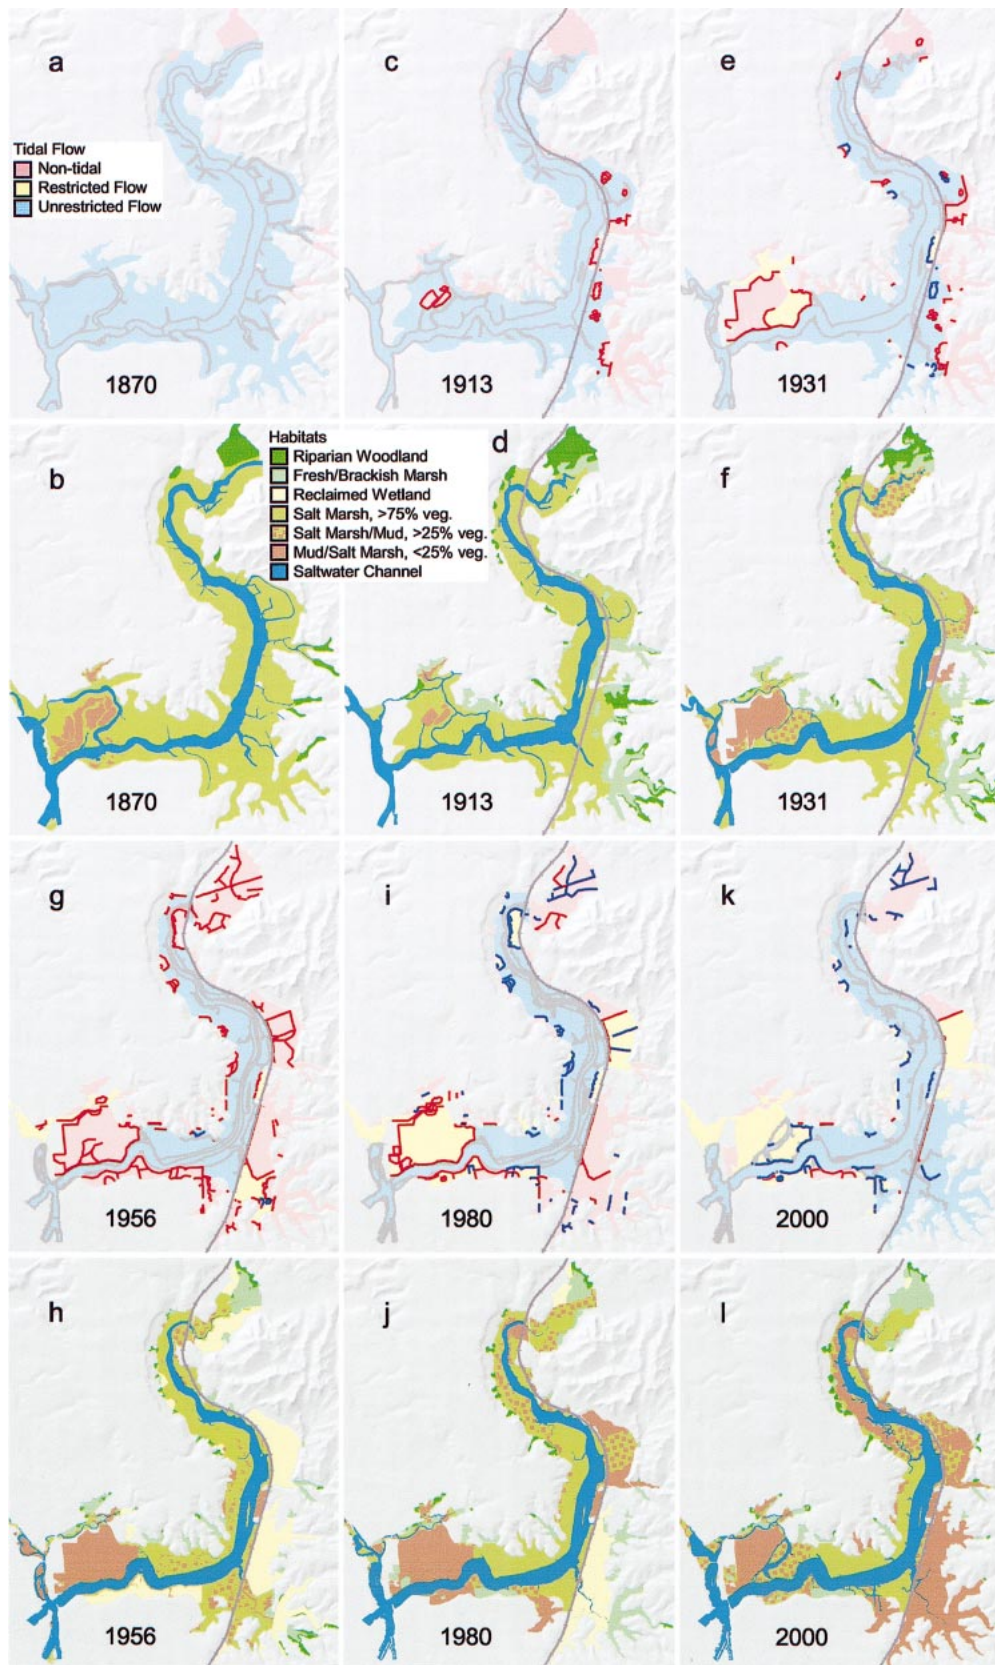 a
c
e
Tidal Flow
Non-tidal
Restricted Flow
Unrestricted Flow
1870
1913
1931
b
d
f
Habitats
Riparian Woodland
Fresh/Brackish Marsh
Reclaimed Wetland
Salt Marsh, >75% veg.
Salt Marsh/Mud, >25% veg.
Mud/Salt Marsh, <25% veg.
Saltwater Channel
1870
1913
1931
g
i
k
1956
1980
2000
h
j
l
1956
1980
2000